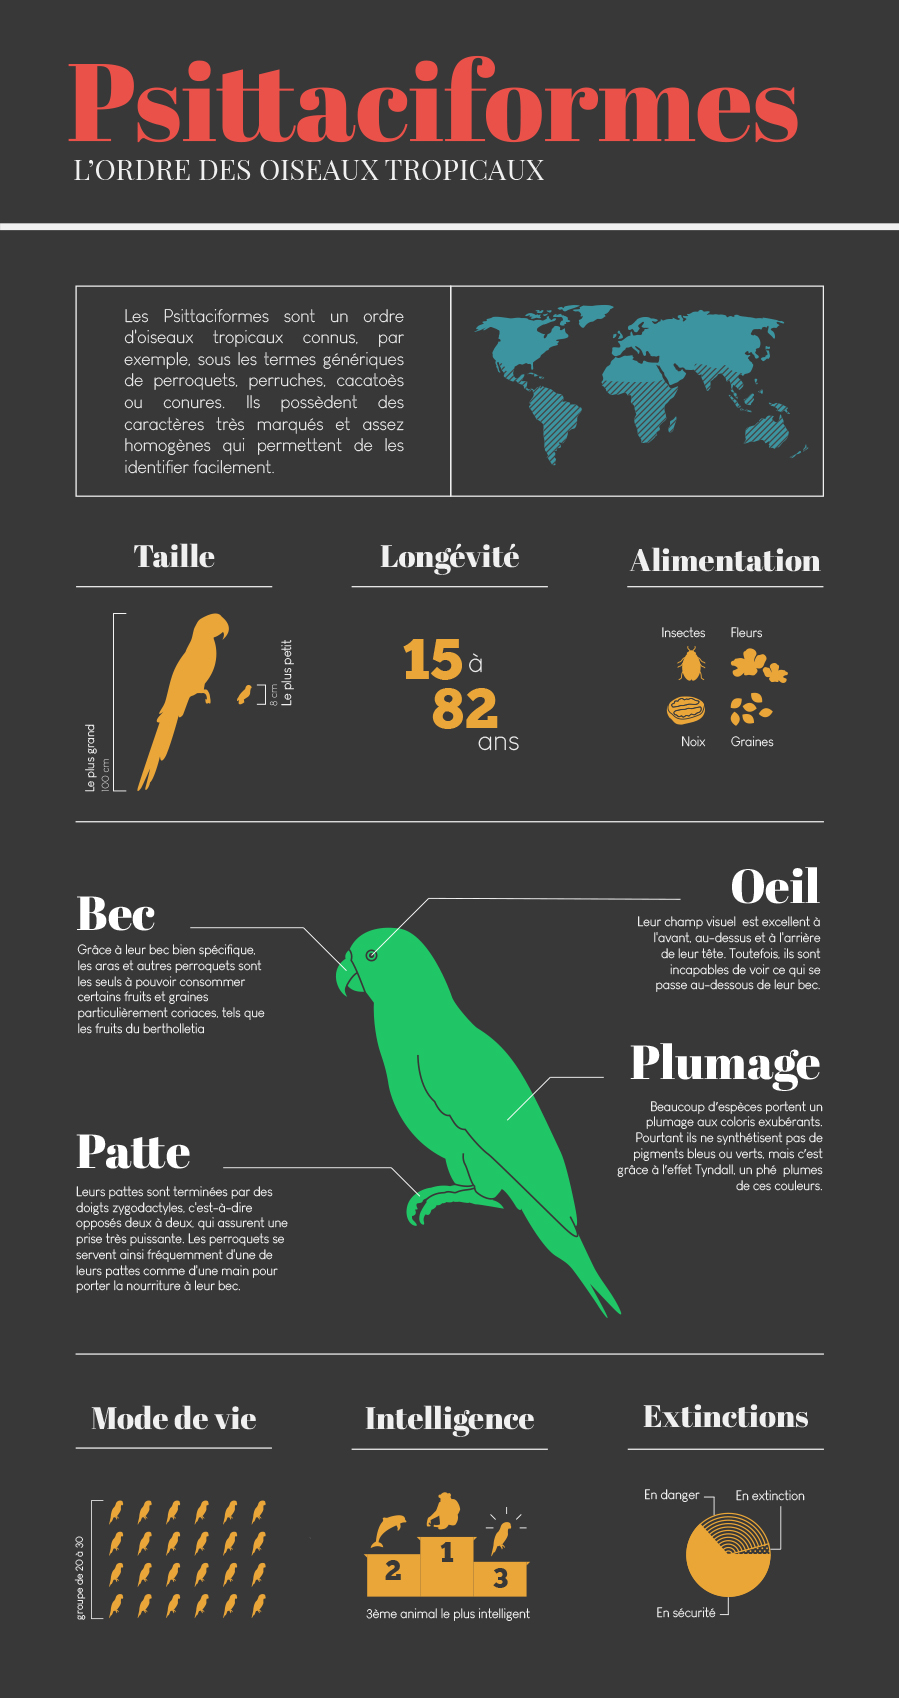 Psittaciformes
L'ORDRE DES OISEAUX TROPICAUX
Les Psittaciformes sont un ordre
d'oiseaux tropicaux connus, par
exemple, sous les termes génériques
de perroquets, perruches, cacatoès
ou conures. Ils possèdent des
caractères très marqués et assez
homogènes qui permettent de les
identifier facilement.
Taille
Le plus grand
100 cm
8 cm
Le plus petit
Longévité
15 à
82
ans
Alimentation
Insectes
Fleurs
Noix
Graines
Bec
Grâce à leur bec bien spécifique,
les aras et autres perroquets sont
les seuls à pouvoir consommer
certains fruits et graines
particulièrement coriaces, tels que
les fruits du bertholletia
Oeil
Leur champ visuel est excellent à
l'avant, au-dessus et à l'arrière
de leur tête. Toutefois, ils sont
incapables de voir ce qui se
passe au-dessous de leur bec.
Plumage
Beaucoup d'espèces portent un
plumage aux coloris exubérants.
Pourtant ils ne synthétisent pas de
pigments bleus ou verts, mais c'est
grâce à l'effet Tyndall, un phé plumes
de ces couleurs.
Patte
Leurs pattes sont terminées par des
doigts zygodactyles, c'est-à-dire
opposés deux à deux, qui assurent une
prise très puissante. Les perroquets se
servent ainsi fréquemment d'une de
leurs pattes comme d'une main pour
porter la nourriture à leur bec.
Mode de vie
groupe de 20 à 30
Intelligence
2
1
3
3ème animal le plus intelligent
Extinctions
En danger
En extinction
En sécurité